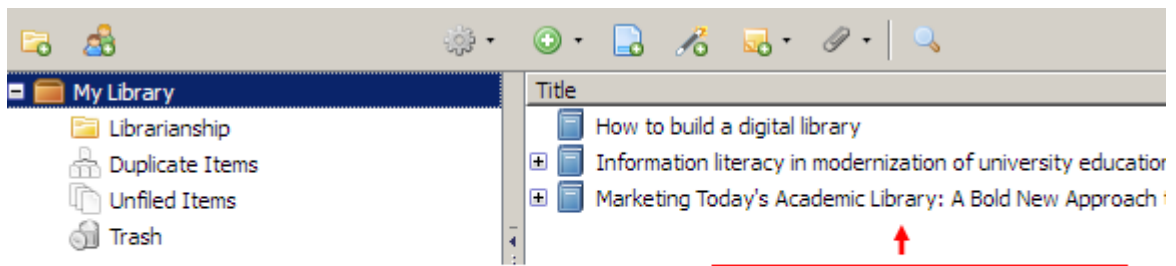 My Library
Librarianship
Duplicate Items
Unfiled Items
Trash
Title
How to build a digital library
Information literacy in modernization of university education
Marketing Today's Academic Library: A Bold New Approach